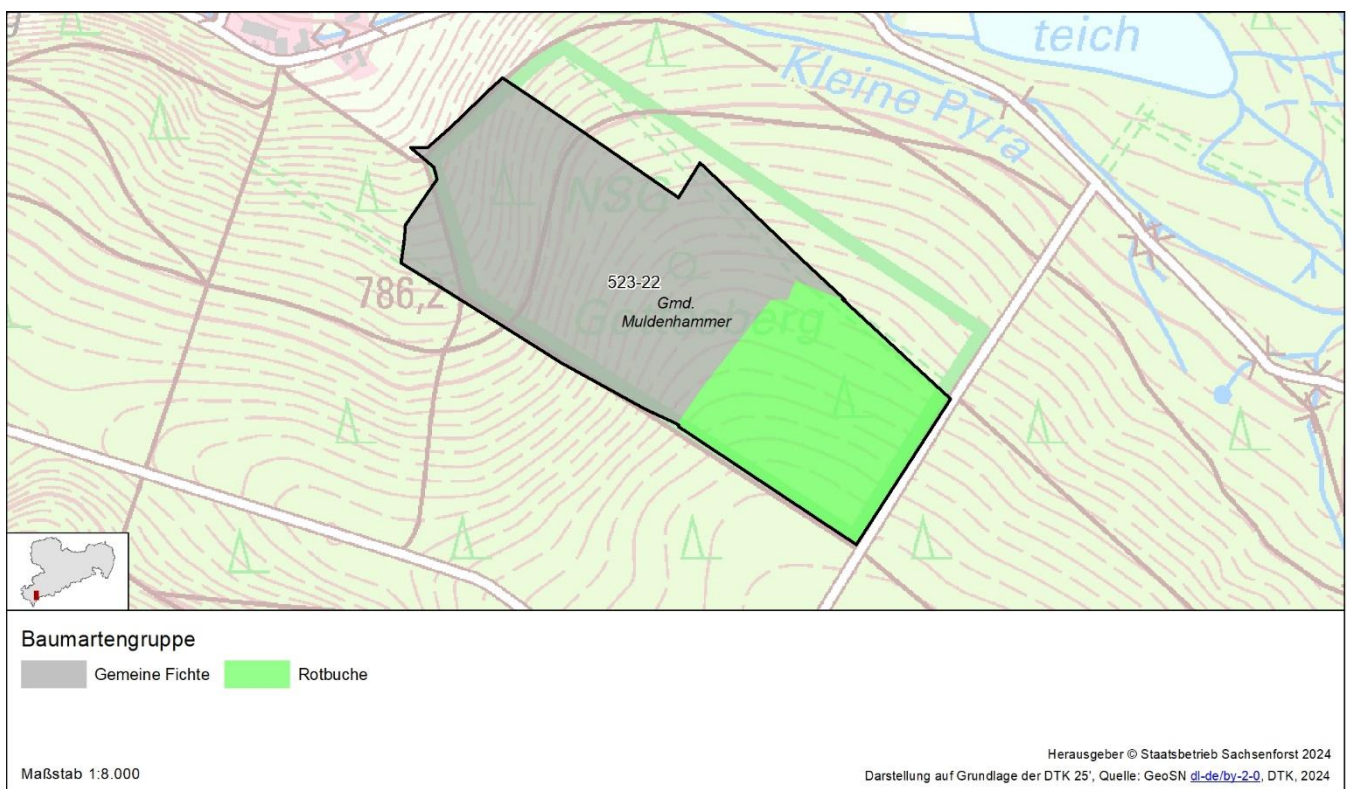 teich
Kleine Pyra
NSG
786,2
523-22
Gmd.
Muldenhammer
Baumartengruppe
Gemeine Fichte Rotbuche
Maßstab 1:8.000
Herausgeber © Staatsbetrieb Sachsenforst 2024
Darstellung auf Grundlage der DTK 25', Quelle: GeoSN dl-de/by-2-0, DTK, 2024